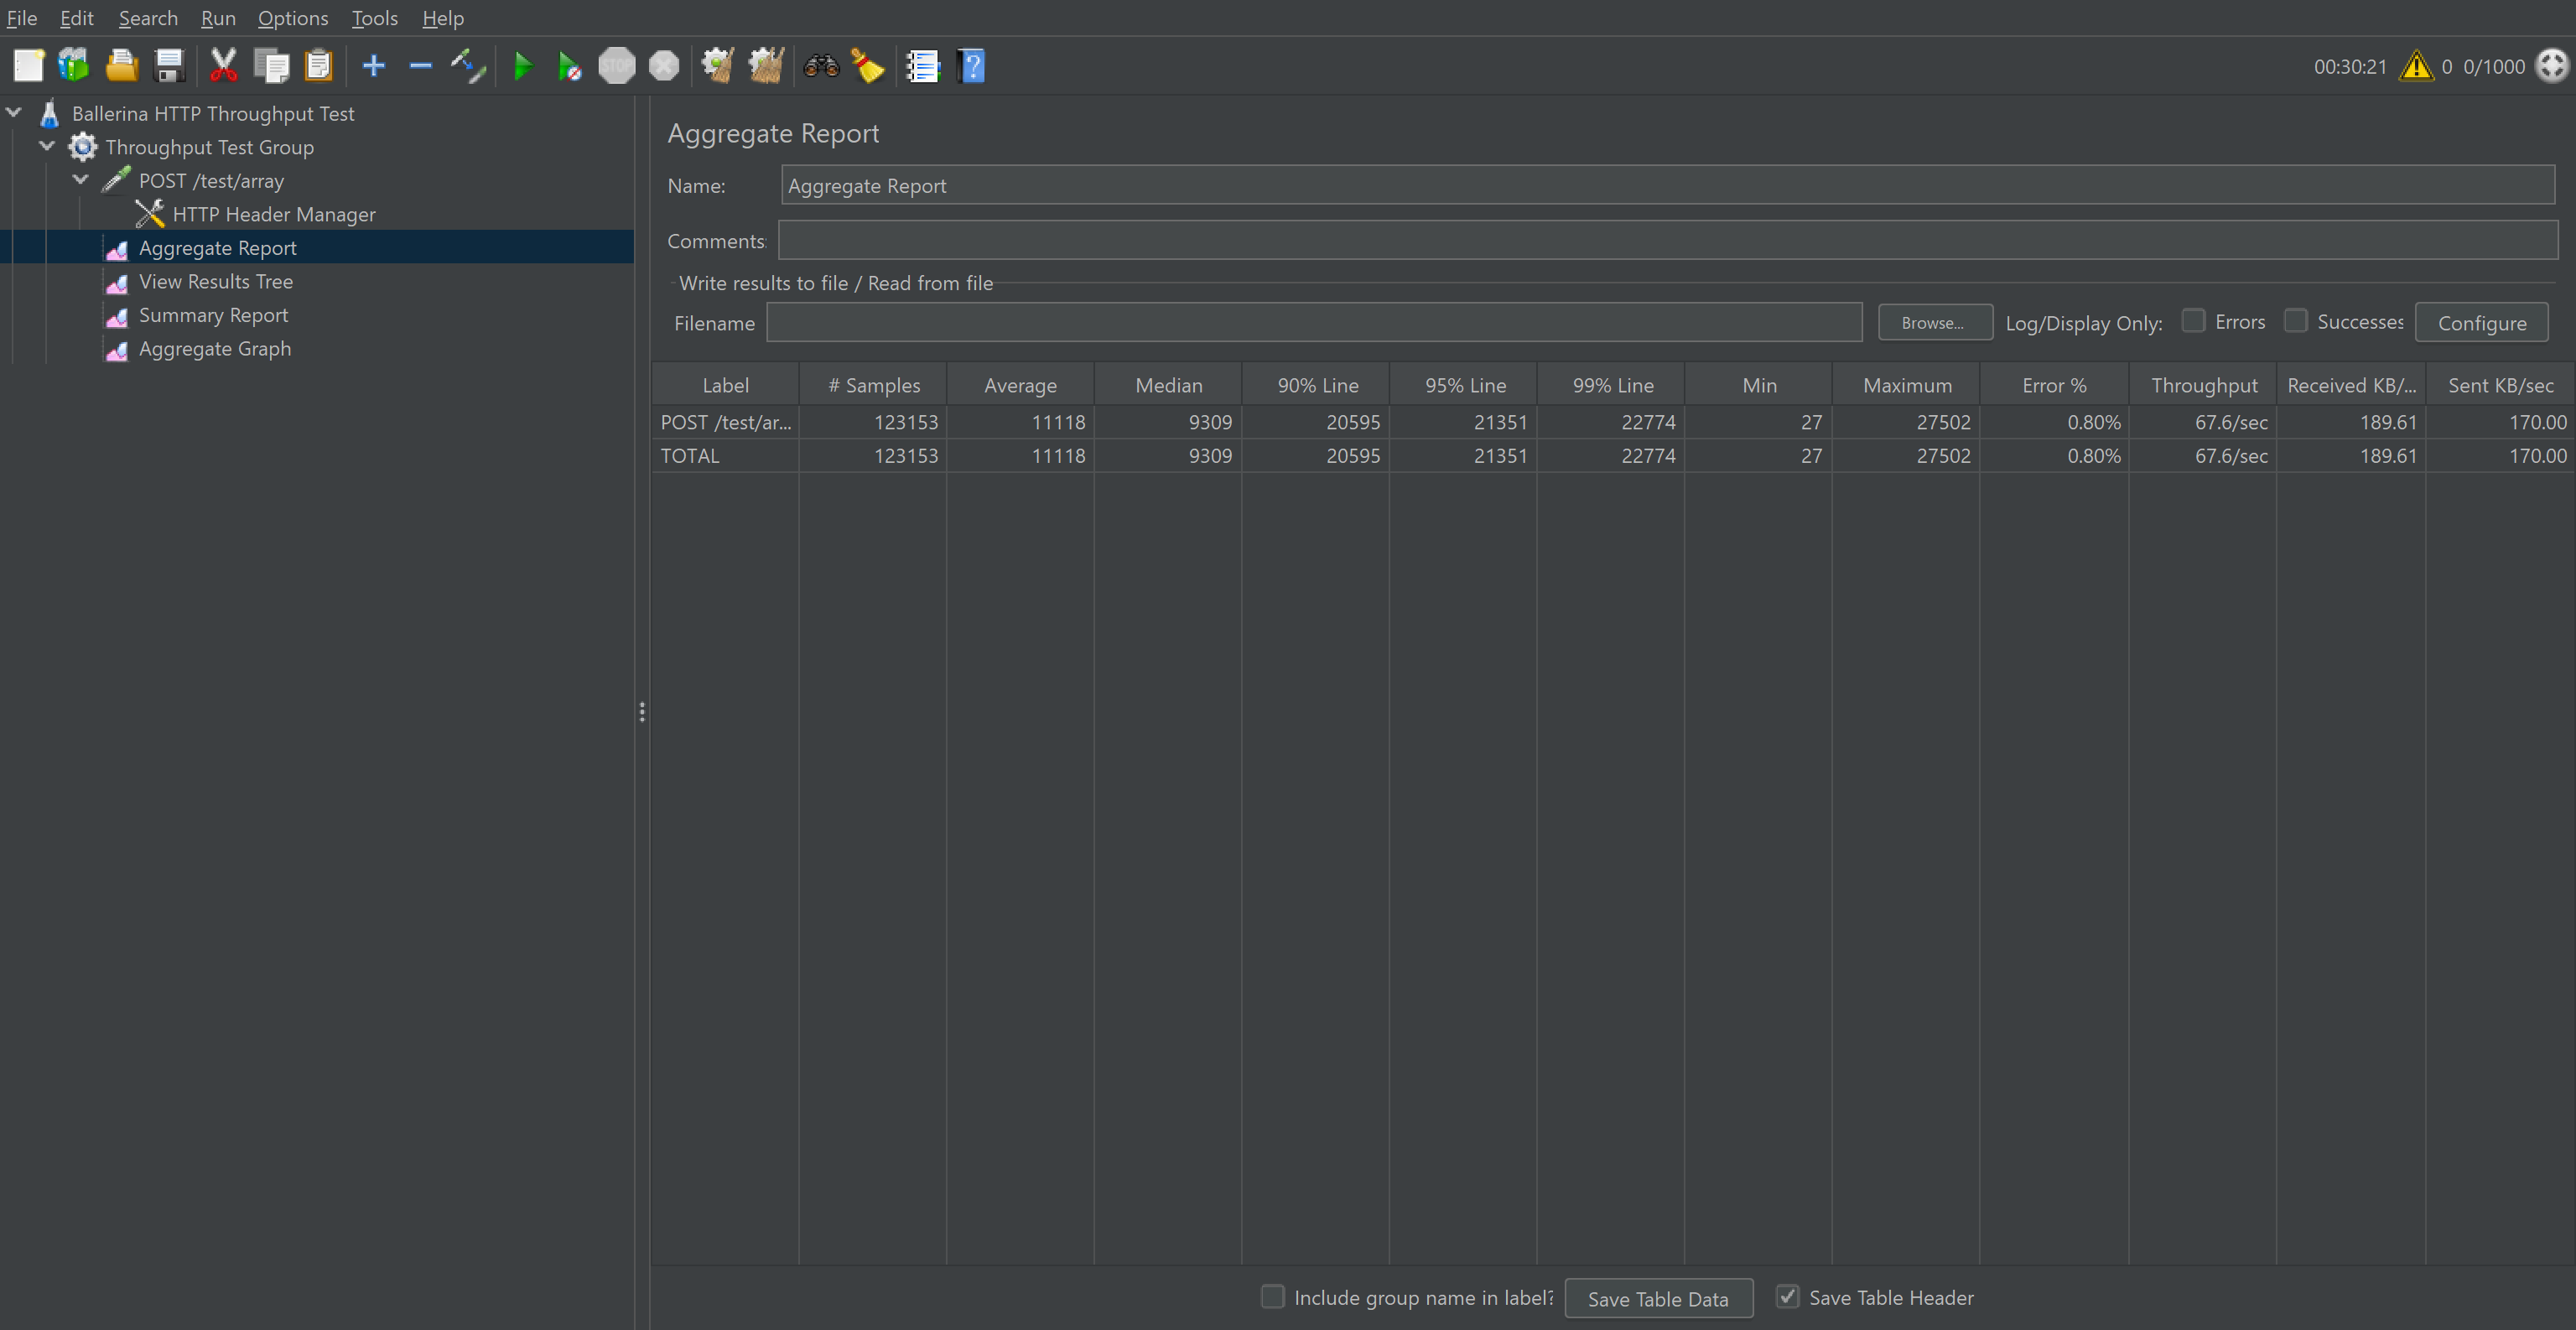 File Edit Search Run Options Tools Help
STOP
00:30:21 0 0/1000
Ballerina HTTP Throughput Test
Throughput Test Group
POST /test/array
HTTP Header Manager
Aggregate Report
View Results Tree
Summary Report
Aggregate Graph
Aggregate Report
Name: Aggregate Report
Comments:
Write results to file / Read from file
Filename Browse... Log/Display Only: Errors Successes Configure
Label # Samples Average Median 90% Line 95% Line 99% Line Min Maximum Error % Throughput Received KB/... Sent KB/sec
POST /test/ar... 123153 11118 9309 20595 21351 22774 27 27502 0.80% 67.6/sec 189.61 170.00
TOTAL 123153 11118 9309 20595 21351 22774 27 27502 0.80% 67.6/sec 189.61 170.00
Include group name in label? Save Table Data Save Table Header